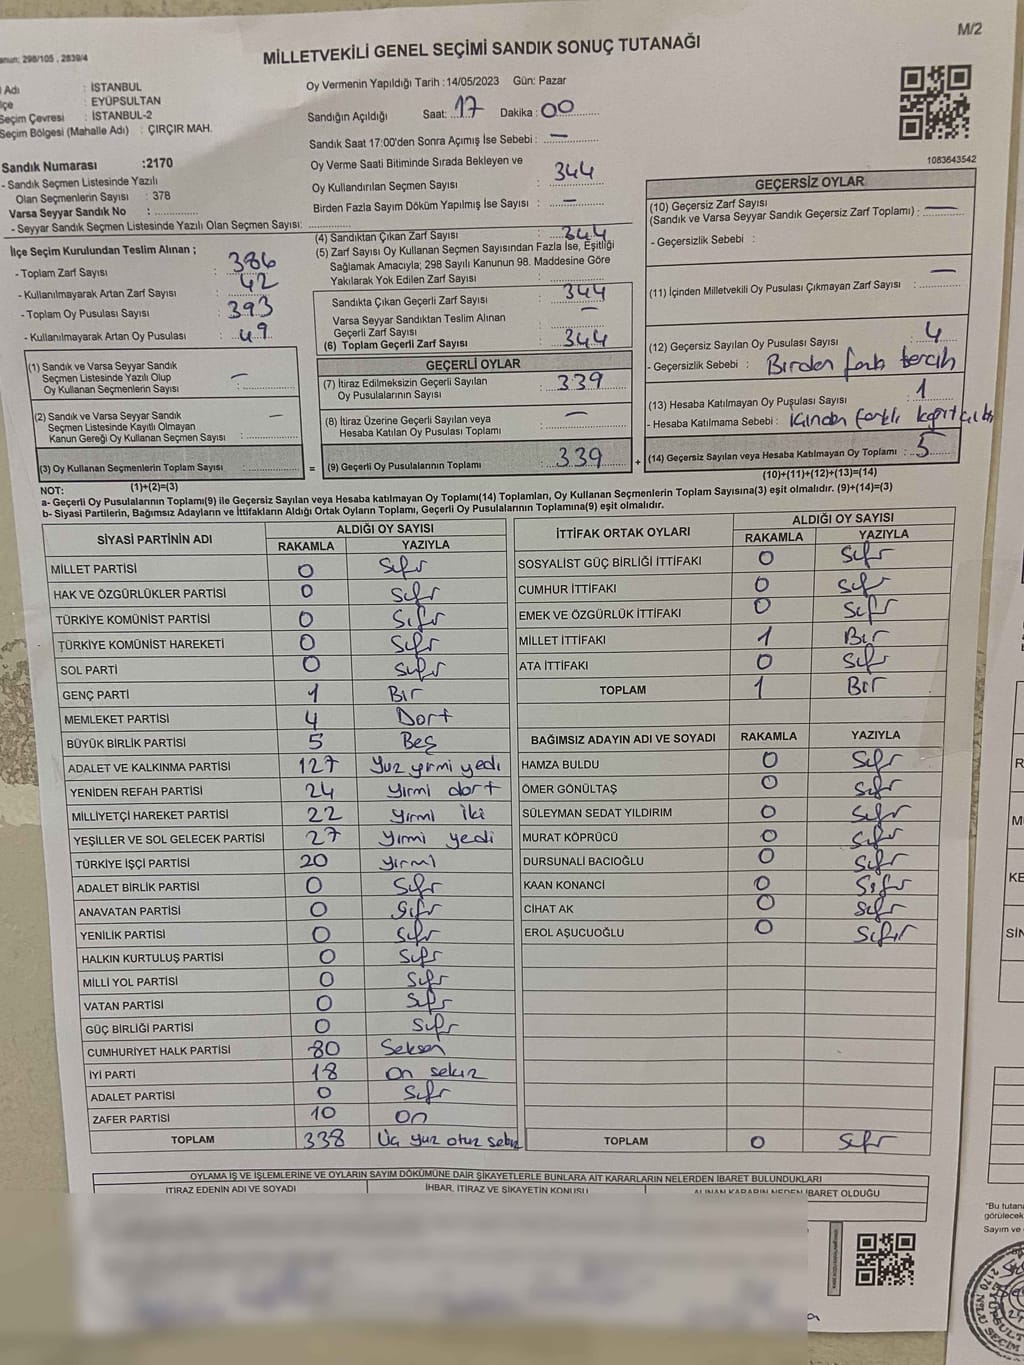 M/2
MİLLETVEKİLİ GENEL SEÇİMİ SANDIK SONUÇ TUTANAĞI
anun: 298/105 , 2839/4
Adı : İSTANBUL
lçe : EYÜPSULTAN
Seçim Çevresi : İSTANBUL-2
Seçim Bölgesi (Mahalle Adı) : ÇIRÇIR MAH.
Oy Vermenin Yapıldığı Tarih :14/05/2023 Gün: Pazar
Sandığın Açıldığı Saat: 17 Dakika: 00
Sandık Saat 17:00'den Sonra Açımış İse Sebebi : —
Oy Verme Saati Bitiminde Sırada Bekleyen ve
Oy Kullandırılan Seçmen Sayısı : 344
Birden Fazla Sayım Döküm Yapılmış İse Sayısı : —
Sandık Numarası :2170
- Sandık Seçmen Listesinde Yazılı
Olan Seçmenlerin Sayısı : 378
Varsa Seyyar Sandık No :
- Seyyar Sandık Seçmen Listesinde Yazılı Olan Seçmen Sayısı:
İlçe Seçim Kurulundan Teslim Alınan ;
- Toplam Zarf Sayısı : 386
- Kullanılmayarak Artan Zarf Sayısı : 42
- Toplam Oy Pusulası Sayısı : 393
- Kullanılmayarak Artan Oy Pusulası : 49
(4) Sandıktan Çıkan Zarf Sayısı : 344
(5) Zarf Sayısı Oy Kullanan Seçmen Sayısından Fazla İse, Eşitliği
Sağlamak Amacıyla; 298 Sayılı Kanunun 98. Maddesine Göre
Yakılarak Yok Edilen Zarf Sayısı :
Sandıkta Çıkan Geçerli Zarf Sayısı : 344
Varsa Seyyar Sandıktan Teslim Alınan
Geçerli Zarf Sayısı : —
(6) Toplam Geçerli Zarf Sayısı : 344
1083643542
GEÇERSİZ OYLAR
(10) Geçersiz Zarf Sayısı
(Sandık ve Varsa Seyyar Sandık Geçersiz Zarf Toplamı) : —
- Geçersizlik Sebebi :
(11) İçinden Milletvekili Oy Pusulası Çıkmayan Zarf Sayısı : —
(12) Geçersiz Sayılan Oy Pusulası Sayısı : 4
- Geçersizlik Sebebi : Birden fazla tercih
(13) Hesaba Katılmayan Oy Pusulası Sayısı : 1
- Hesaba Katılmama Sebebi : içinden farklı
(14) Geçersiz Sayılan veya Hesaba Katılmayan Oy Toplamı : 5
(10)+(11)+(12)+(13)=(14)
(1) Sandık ve Varsa Seyyar Sandık
Seçmen Listesinde Yazılı Olup
Oy Kullanan Seçmenlerin Sayısı : —
(2) Sandık ve Varsa Seyyar Sandık
Seçmen Listesinde Kayıtlı Olmayan
Kanun Gereği Oy Kullanan Seçmen Sayısı : —
(3) Oy Kullanan Seçmenlerin Toplam Sayısı :
(1)+(2)=(3)
GEÇERLİ OYLAR
(7) İtiraz Edilmeksizin Geçerli Sayılan
Oy Pusulalarının Sayısı : 339
(8) İtiraz Üzerine Geçerli Sayılan veya
Hesaba Katılan Oy Pusulası Toplamı : —
= (9) Geçerli Oy Pusulalarının Toplamı : 339 +
NOT:
a- Geçerli Oy Pusulalarının Toplamı(9) ile Geçersiz Sayılan veya Hesaba katılmayan Oy Toplamı(14) Toplamları, Oy Kullanan Seçmenlerin Toplam Sayısına(3) eşit olmalıdır. (9)+(14)=(3)
b- Siyasi Partilerin, Bağımsız Adayların ve İttifakların Aldığı Ortak Oyların Toplamı, Geçerli Oy Pusulalarının Toplamına(9) eşit olmalıdır.
SİYASİ PARTİNİN ADI ALDIĞI OY SAYISI
RAKAMLA YAZIYLA
MİLLET PARTİSİ 0 Sıfır
HAK VE ÖZGÜRLÜKLER PARTİSİ 0 Sıfır
TÜRKİYE KOMÜNİST PARTİSİ 0 Sıfır
TÜRKİYE KOMÜNİST HAREKETİ 0 Sıfır
SOL PARTİ 0 Sıfır
GENÇ PARTİ 1 Bir
MEMLEKET PARTİSİ 4 Dört
BÜYÜK BİRLİK PARTİSİ 5 Beş
ADALET VE KALKINMA PARTİSİ 127 Yüz yirmi yedi
YENİDEN REFAH PARTİSİ 24 Yirmi dört
MİLLİYETÇİ HAREKET PARTİSİ 22 Yirmi iki
YEŞİLLER VE SOL GELECEK PARTİSİ 27 Yirmi yedi
TÜRKİYE İŞÇİ PARTİSİ 20 Yirmi
ADALET BİRLİK PARTİSİ 0 Sıfır
ANAVATAN PARTİSİ 0 Sıfır
YENİLİK PARTİSİ 0 Sıfır
HALKIN KURTULUŞ PARTİSİ 0 Sıfır
MİLLİ YOL PARTİSİ 0 Sıfır
VATAN PARTİSİ 0 Sıfır
GÜÇ BİRLİĞİ PARTİSİ 0 Sıfır
CUMHURİYET HALK PARTİSİ 80 Seksen
İYİ PARTİ 18 On sekiz
ADALET PARTİSİ 0 Sıfır
ZAFER PARTİSİ 10 On
TOPLAM 338 Üç yüz otuz sekiz
İTTİFAK ORTAK OYLARI ALDIĞI OY SAYISI
RAKAMLA YAZIYLA
SOSYALİST GÜÇ BİRLİĞİ İTTİFAKI 0 Sıfır
CUMHUR İTTİFAKI 0 Sıfır
EMEK VE ÖZGÜRLÜK İTTİFAKI 0 Sıfır
MİLLET İTTİFAKI 1 Bir
ATA İTTİFAKI 0 Sıfır
TOPLAM 1 Bir
BAĞIMSIZ ADAYIN ADI VE SOYADI RAKAMLA YAZIYLA
HAMZA BULDU 0 Sıfır
ÖMER GÖNÜLTAŞ 0 Sıfır
SÜLEYMAN SEDAT YILDIRIM 0 Sıfır
MURAT KÖPRÜCÜ 0 Sıfır
DURSUNALİ BACIOĞLU 0 Sıfır
KAAN KONANCİ 0 Sıfır
CİHAT AK 0 Sıfır
EROL AŞUCUOĞLU 0 Sıfır
TOPLAM 0 Sıfır
OYLAMA İŞ VE İŞLEMLERİNE VE OYLARIN SAYIM DÖKÜMÜNE DAİR ŞİKAYETLERLE BUNLARA AİT KARARLARIN NELERDEN İBARET BULUNDUKLARI
İTİRAZ EDENİN ADI VE SOYADI İHBAR, İTİRAZ VE ŞİKAYETİN KONUSU ALINAN KARARIN NEDEN İBARET OLDUĞU
"Bu tutana
görülecek
Sayım ve